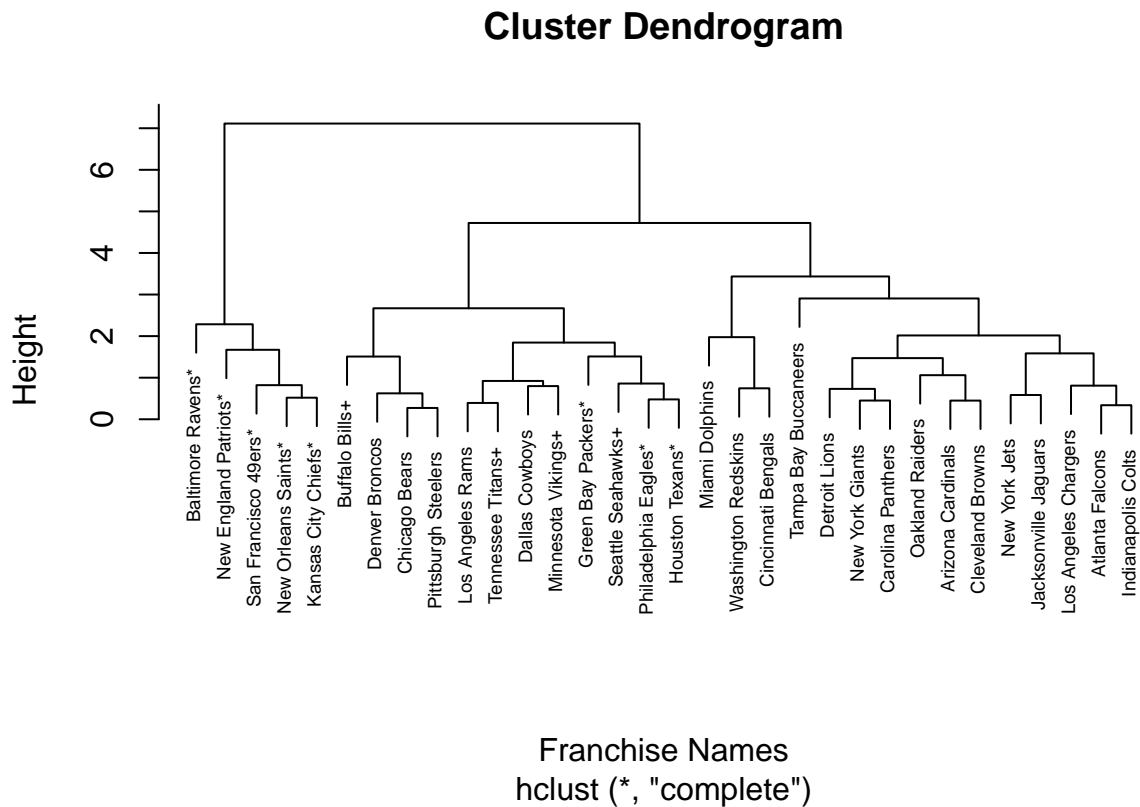 Cluster Dendrogram
Height
6
4
2
0
Baltimore Ravens*
New England Patriots*
San Francisco 49ers*
New Orleans Saints*
Kansas City Chiefs*
Buffalo Bills+
Denver Broncos
Chicago Bears
Pittsburgh Steelers
Los Angeles Rams
Tennessee Titans+
Dallas Cowboys
Minnesota Vikings+
Green Bay Packers*
Seattle Seahawks+
Philadelphia Eagles*
Houston Texans*
Miami Dolphins
Washington Redskins
Cincinnati Bengals
Tampa Bay Buccaneers
Detroit Lions
New York Giants
Carolina Panthers
Oakland Raiders
Arizona Cardinals
Cleveland Browns
New York Jets
Jacksonville Jaguars
Los Angeles Chargers
Atlanta Falcons
Indianapolis Colts
Franchise Names
hclust (*, "complete")